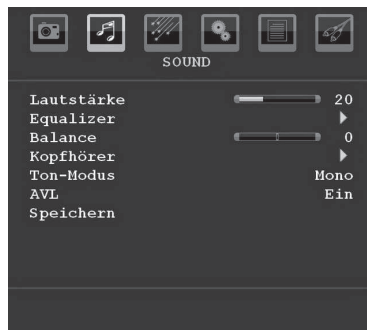 SOUND
Lautstärke 20
Equalizer
Balance 0
Kopfhörer
Ton-Modus Mono
AVL Ein
Speichern